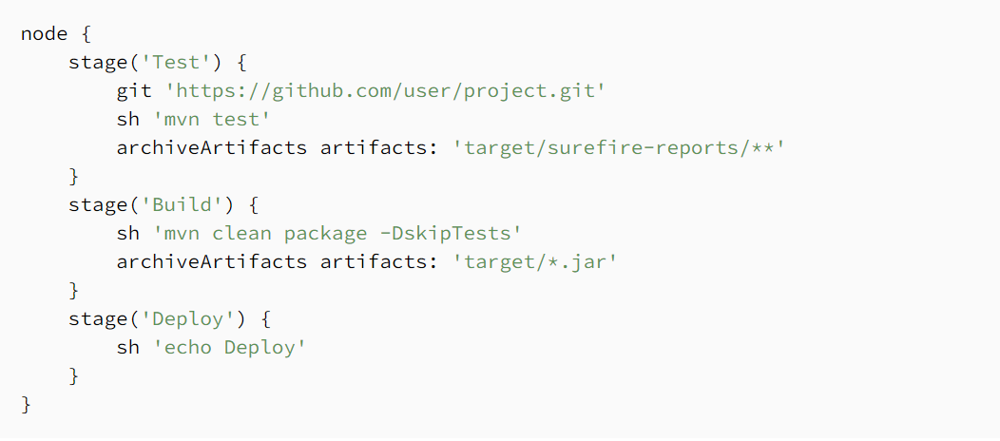 node {
    stage('Test') {
        git 'https://github.com/user/project.git'
        sh 'mvn test'
        archiveArtifacts artifacts: 'target/surefire-reports/**'
    }
    stage('Build') {
        sh 'mvn clean package -DskipTests'
        archiveArtifacts artifacts: 'target/*.jar'
    }
    stage('Deploy') {
        sh 'echo Deploy'
    }
}